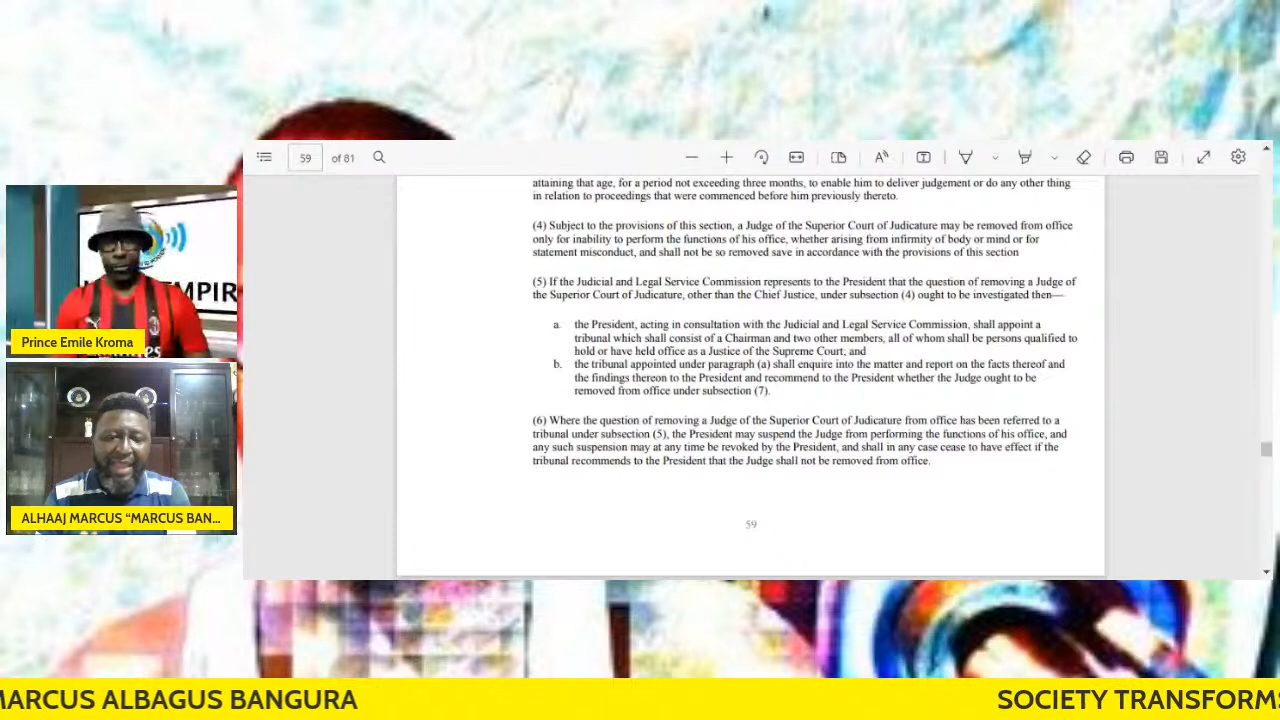 59
of 81
attaining that age, for a period not exceeding three months, to enable him to deliver judgement or do any other thing
in relation to proceedings that were commenced before him previously thereto.
(4) Subject to the provisions of this section, a Judge of the Superior Court of Judicature may be removed from office
only for inability to perform the functions of his office, whether arising from infirmity of body or mind or for
statement misconduct, and shall not be so removed save in accordance with the provisions of this section
(5) If the Judicial and Legal Service Commission represents to the President that the question of removing a Judge of
the Superior Court of Judicature, other than the Chief Justice, under subsection (4) ought to be investigated then—
a. the President, acting in consultation with the Judicial and Legal Service Commission, shall appoint a
tribunal which shall consist of a Chairman and two other members, all of whom shall be persons qualified to
hold or have held office as a Justice of the Supreme Court; and
b. the tribunal appointed under paragraph (a) shall enquire into the matter and report on the facts thereof and
the findings thereon to the President and recommend to the President whether the Judge ought to be
removed from office under subsection (7).
(6) Where the question of removing a Judge of the Superior Court of Judicature from office has been referred to a
tribunal under subsection (5), the President may suspend the Judge from performing the functions of his office, and
any such suspension may at any time be revoked by the President, and shall in any case cease to have effect if the
tribunal recommends to the President that the Judge shall not be removed from office.
59
EMPIR
Prince Emile Kroma
ALHAAJ MARCUS “MARCUS BAN...
MARCUS ALBAGUS BANGURA
SOCIETY TRANSFORMS